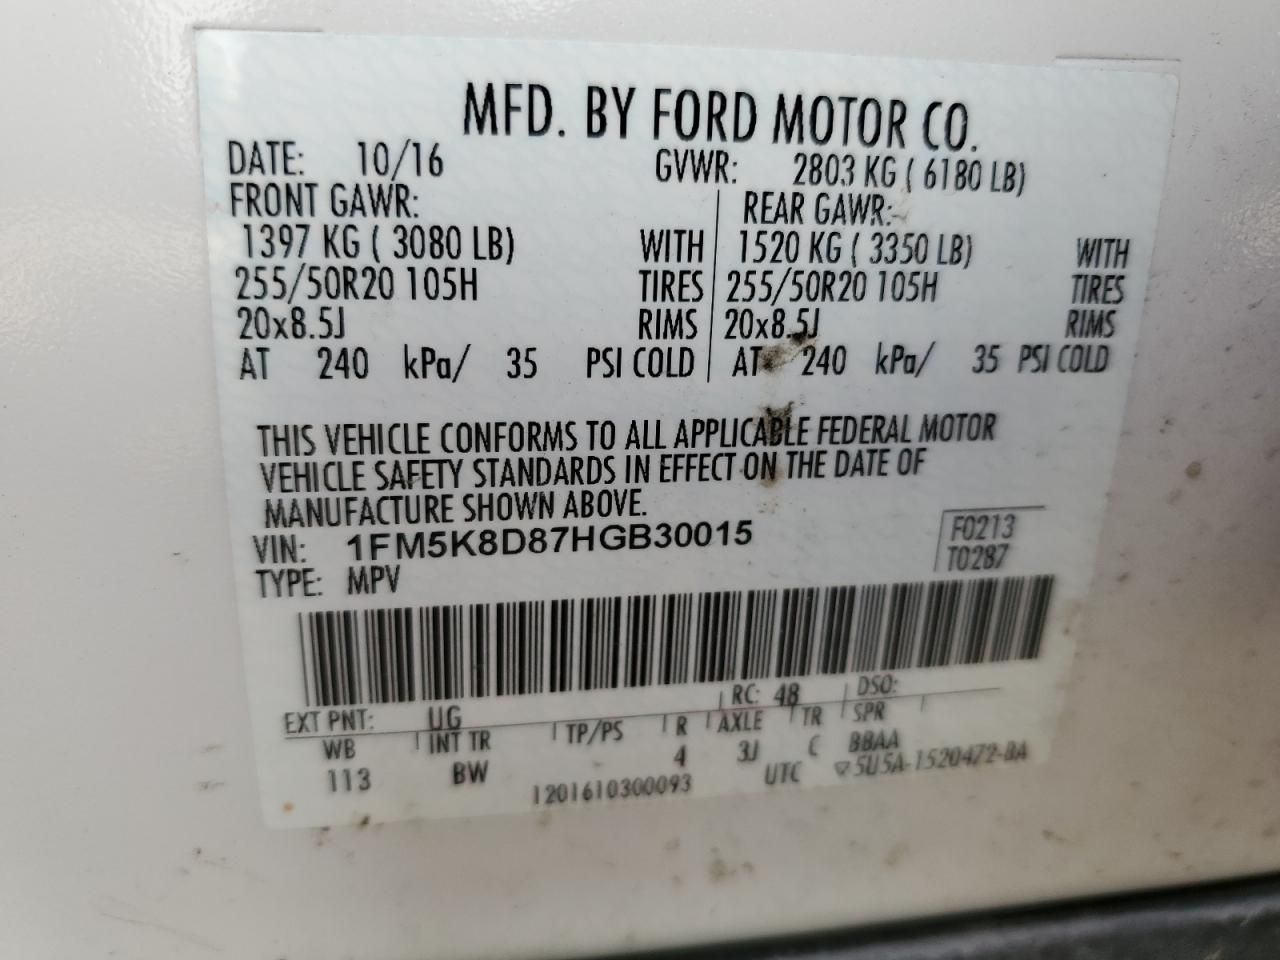 MFD. BY FORD MOTOR CO.
DATE: 10/16 GVWR: 2803 KG ( 6180 LB)
FRONT GAWR: REAR GAWR:
1397 KG ( 3080 LB) WITH 1520 KG ( 3350 LB) WITH
255/50R20 105H TIRES 255/50R20 105H TIRES
20x8.5J RIMS 20x8.5J RIMS
AT 240 kPa/ 35 PSI COLD AT 240 kPa/ 35 PSI COLD
THIS VEHICLE CONFORMS TO ALL APPLICABLE FEDERAL MOTOR
VEHICLE SAFETY STANDARDS IN EFFECT ON THE DATE OF
MANUFACTURE SHOWN ABOVE.
VIN: 1FM5K8D87HGB30015 F0213
TYPE: MPV T0287
EXT PNT: UG RC: 48 DSO:
WB INT TR TP/PS R AXLE TR SPR
113 BW 4 3J C BBAA
1201610300093 UTC ▽5U5A-1520472-BA